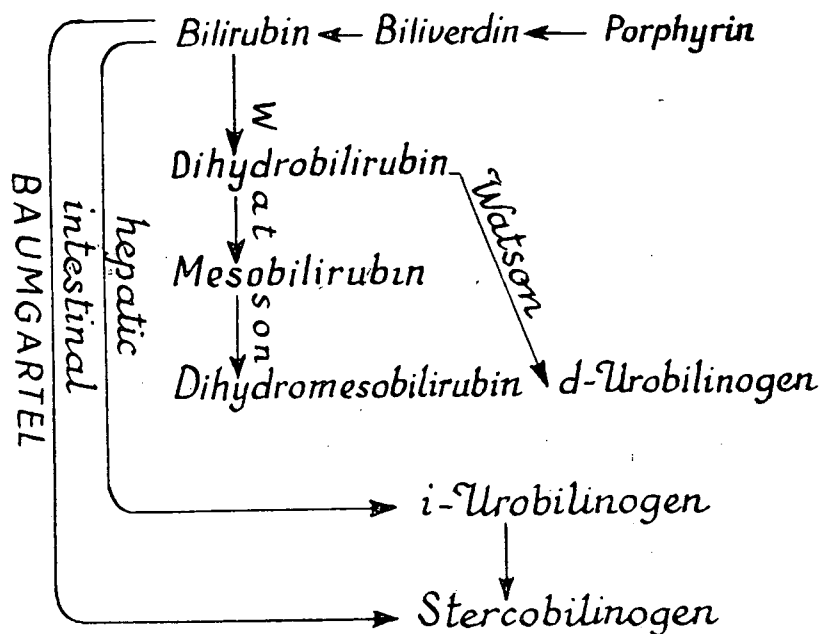 Bilirubin Biliverdin Porphyrin
Watson
Dihydrobilirubin
Watson
Mesobilirubin
Dihydromesobilirubin d-Urobilinogen
hepatic
intestinal
BAUMGARTEL
i-Urobilinogen
Stercobilinogen